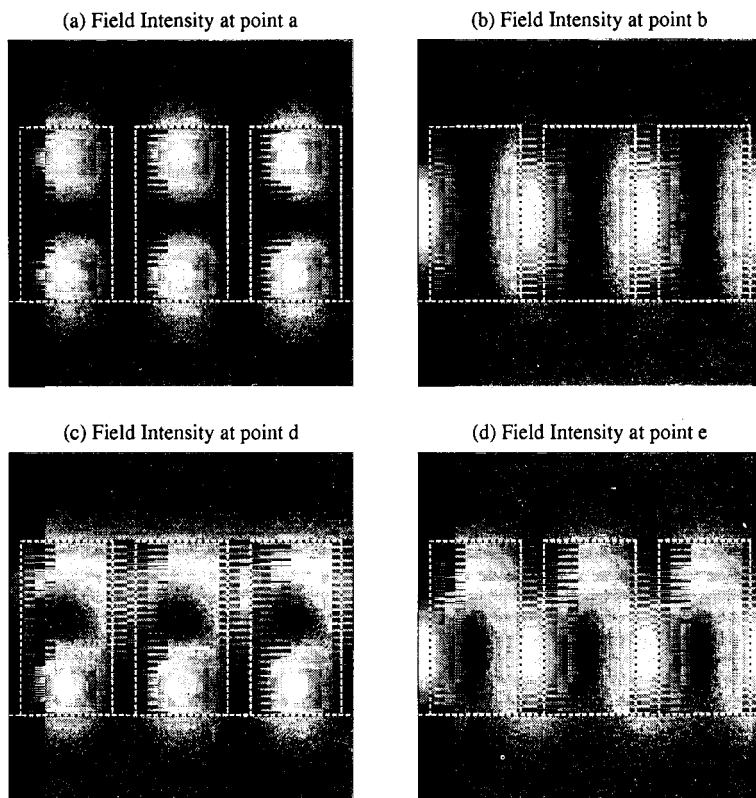 (a) Field Intensity at point a
(b) Field Intensity at point b
(c) Field Intensity at point d
(d) Field Intensity at point e